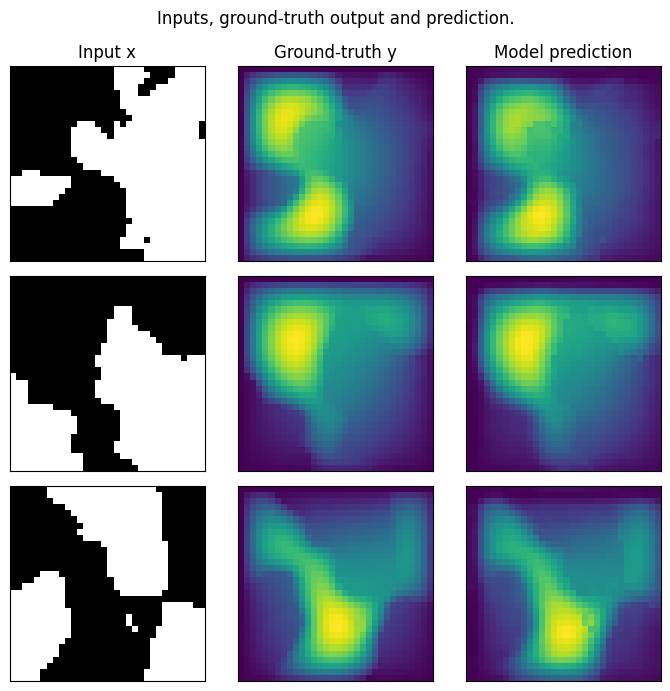 Inputs, ground-truth output and prediction.
Input x
Ground-truth y
Model prediction